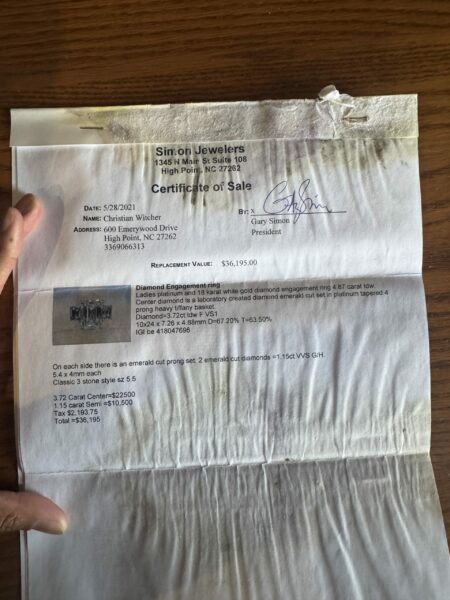 Simon Jewelers
1345 N Main St Suite 108
High Point, NC 27262
Certificate of Sale
DATE: 5/28/2021
NAME: Christian Witcher
ADDRESS: 600 Emerywood Drive
High Point, NC 27262
3369066313
BY: X
Gary Simon
President
REPLACEMENT VALUE: $36,195.00
Diamond Engagement ring
Ladies platinum and 18 karat white gold diamond engagement ring 4.87 carat tdw
Center diamond is a laboratory created diamond emerald cut set in platinum tapered 4
prong heavy tiffany basket.
Diamond=3.72ct tdw F VS1
10x24 x 7.26 x 4.88mm D=67.20% T=63.50%
IGI be 418047696
On each side there is an emerald cut prong set: 2 emerald cut diamonds =1.15ct VVS G/H.
5.4 x 4mm each
Classic 3 stone style sz 5.5
3.72 Carat Center=$22500
1.15 carat Semi =$10,500
Tax $2,193.75
Total =$36,195